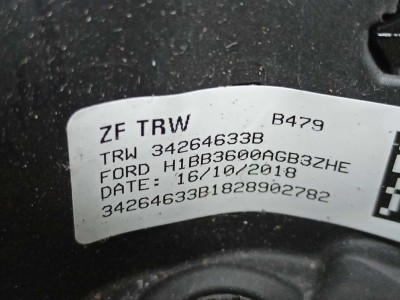 ZF TRW B479
TRW 34264633B
FORD H1BB3600AGB3ZHE
DATE: 16/10/2018
34264633B1828902782